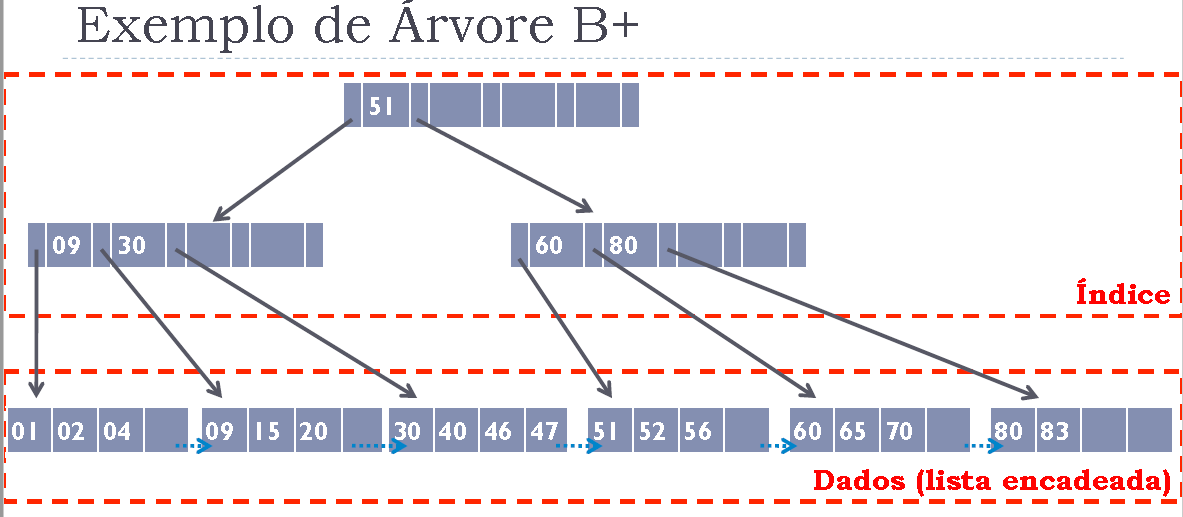 Exemplo de Árvore B+
51
09 30 60 80
Índice
01 02 04 09 15 20 30 40 46 47 51 52 56 60 65 70 80 83
Dados (lista encadeada)